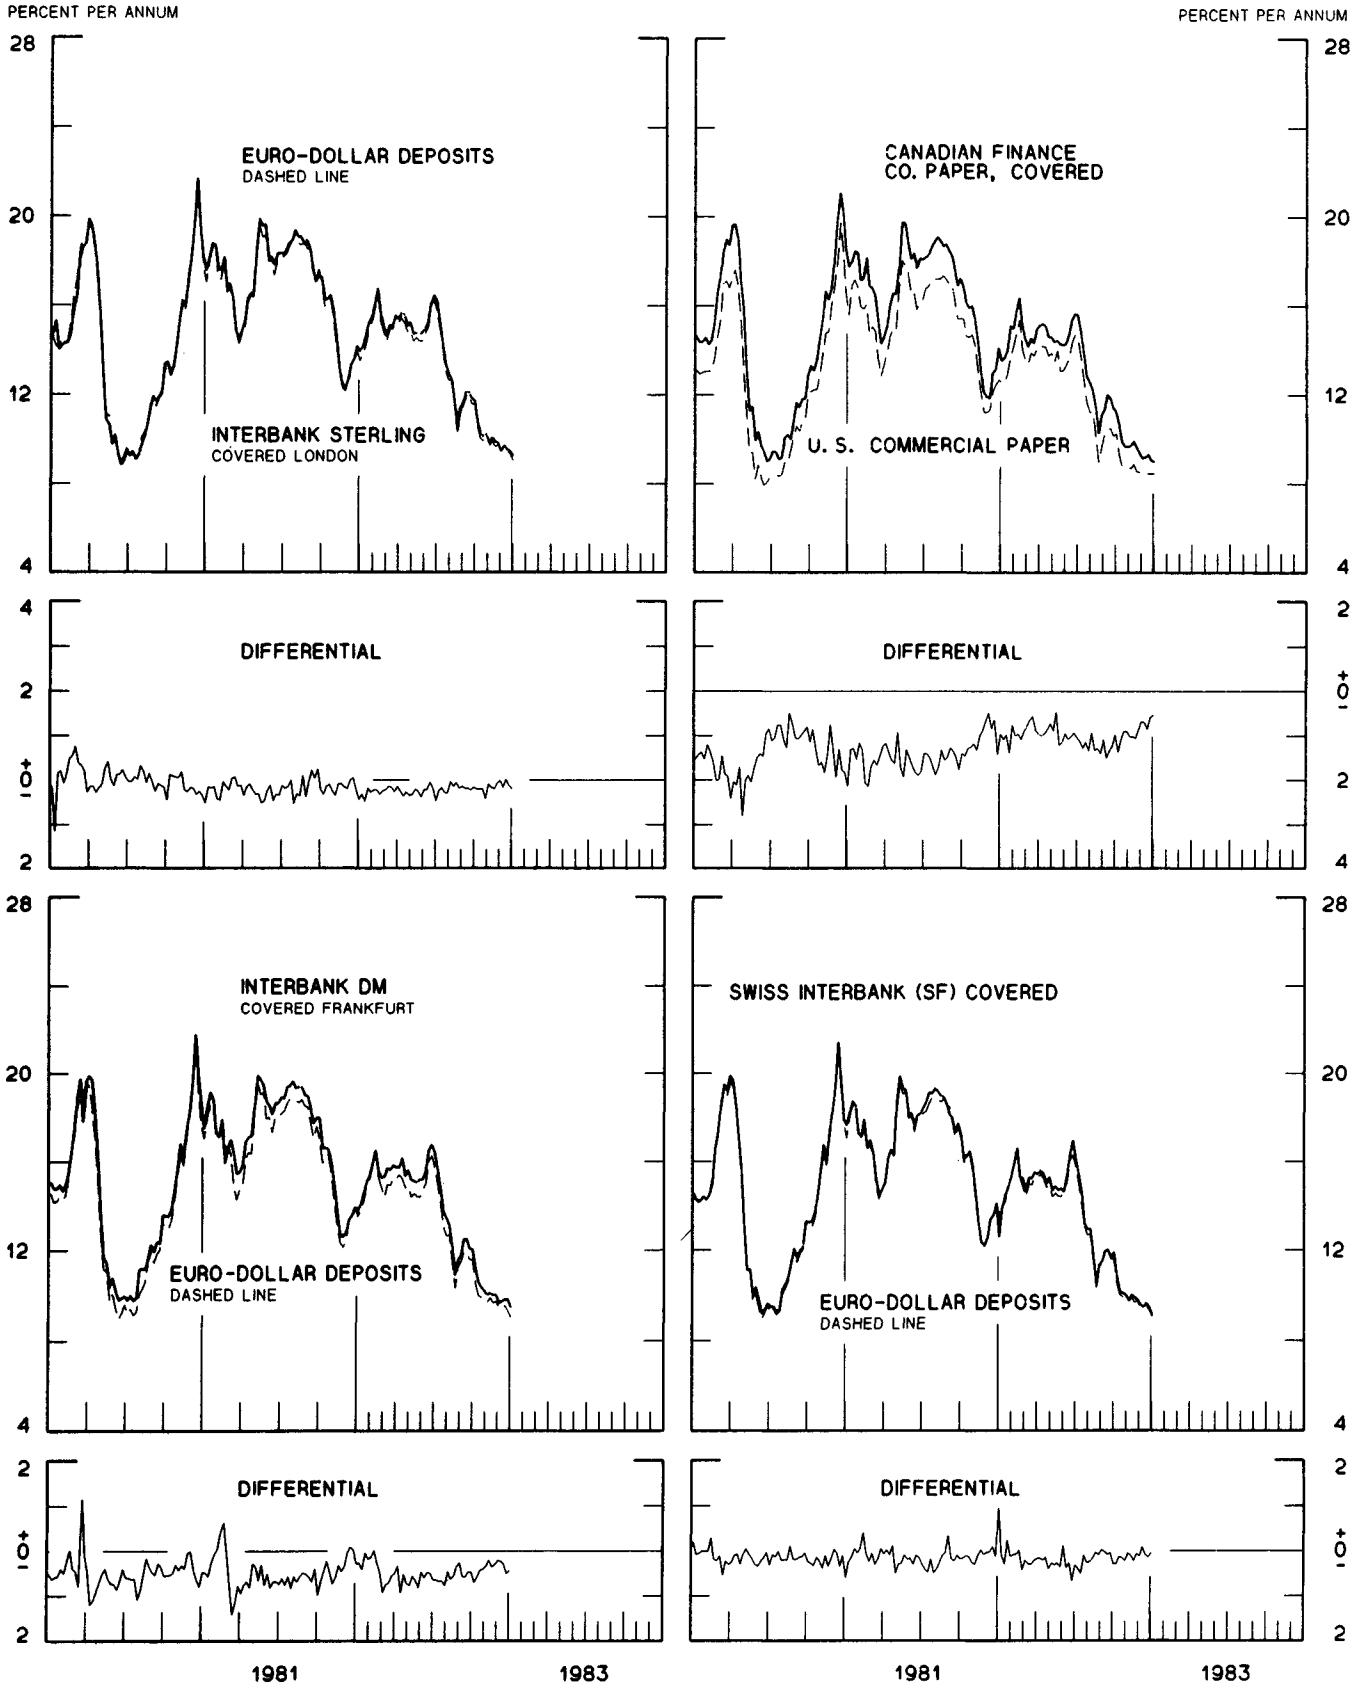 PERCENT PER ANNUM
PERCENT PER ANNUM
28
20
12
4
EURO-DOLLAR DEPOSITS
DASHED LINE
INTERBANK STERLING
COVERED LONDON
CANADIAN FINANCE
CO. PAPER, COVERED
U. S. COMMERCIAL PAPER
28
20
12
4
4
2
+
0
-
2
DIFFERENTIAL
DIFFERENTIAL
2
+
0
-
2
4
28
20
12
4
INTERBANK DM
COVERED FRANKFURT
EURO-DOLLAR DEPOSITS
DASHED LINE
SWISS INTERBANK (SF) COVERED
EURO-DOLLAR DEPOSITS
DASHED LINE
28
20
12
4
2
+
0
-
2
DIFFERENTIAL
DIFFERENTIAL
2
+
0
-
2
1981
1983
1981
1983